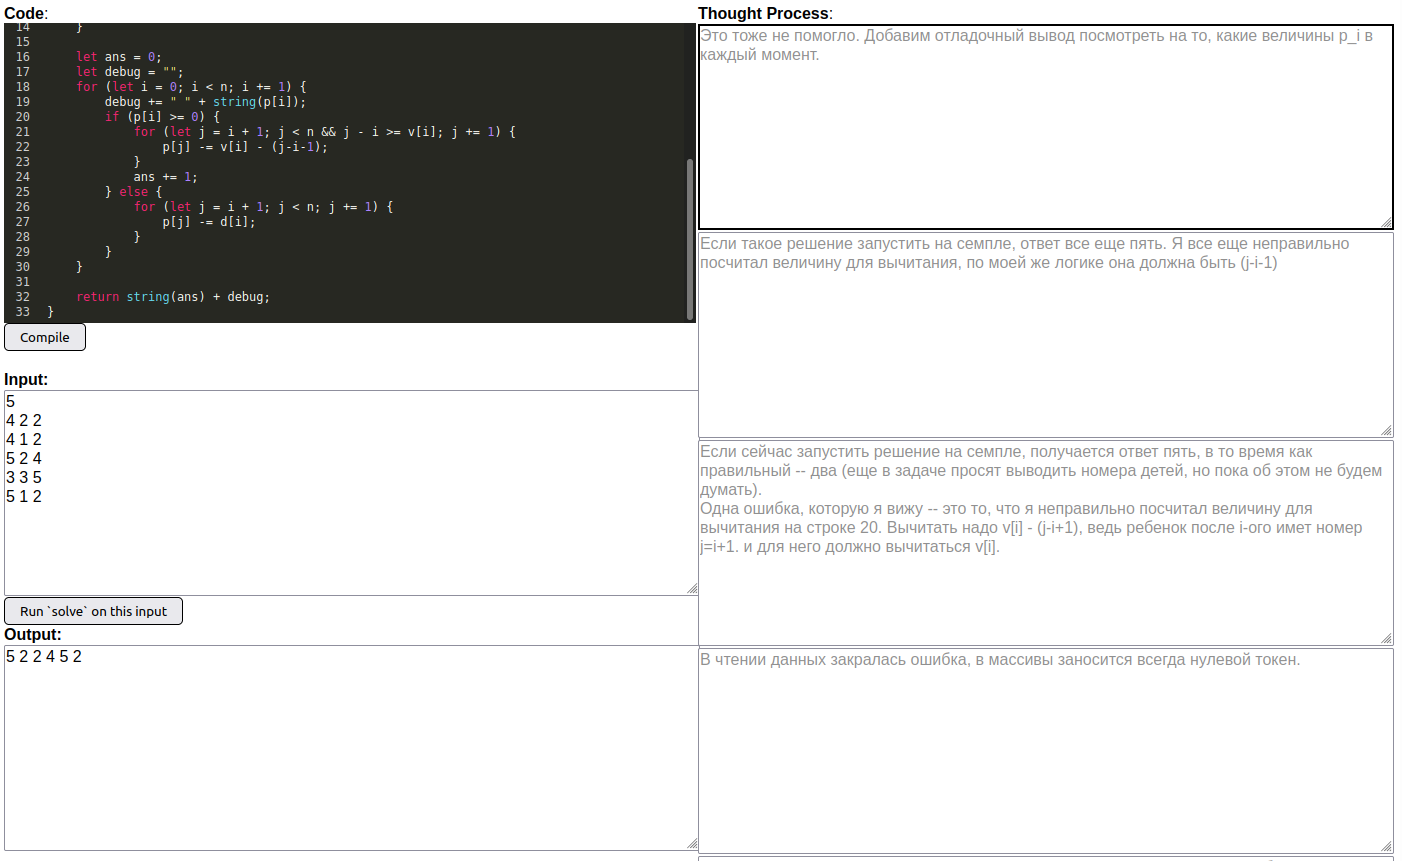 Code:
14 }
15
16 let ans = 0;
17 let debug = "";
18 for (let i = 0; i < n; i += 1) {
19 debug += " " + string(p[i]);
20 if (p[i] >= 0) {
21 for (let j = i + 1; j < n && j - i >= v[i]; j += 1) {
22 p[j] -= v[i] - (j-i-1);
23 }
24 ans += 1;
25 } else {
26 for (let j = i + 1; j < n; j += 1) {
27 p[j] -= d[i];
28 }
29 }
30 }
31
32 return string(ans) + debug;
33 }
Compile
Input:
5
4 2 2
4 1 2
5 2 4
3 3 5
5 1 2
Run `solve` on this input
Output:
5 2 2 4 5 2
Thought Process:
Это тоже не помогло. Добавим отладочный вывод посмотреть на то, какие величины p_i в
каждый момент.
Если такое решение запустить на семпле, ответ все еще пять. Я все еще неправильно
посчитал величину для вычитания, по моей же логике она должна быть (j-i-1)
Если сейчас запустить решение на семпле, получается ответ пять, в то время как
правильный -- два (еще в задаче просят выводить номера детей, но пока об этом не будем
думать).
Одна ошибка, которую я вижу -- это то, что я неправильно посчитал величину для
вычитания на строке 20. Вычитать надо v[i] - (j-i+1), ведь ребенок после i-ого имет номер
j=i+1. и для него должно вычитаться v[i].
В чтении данных закралась ошибка, в массивы заносится всегда нулевой токен.